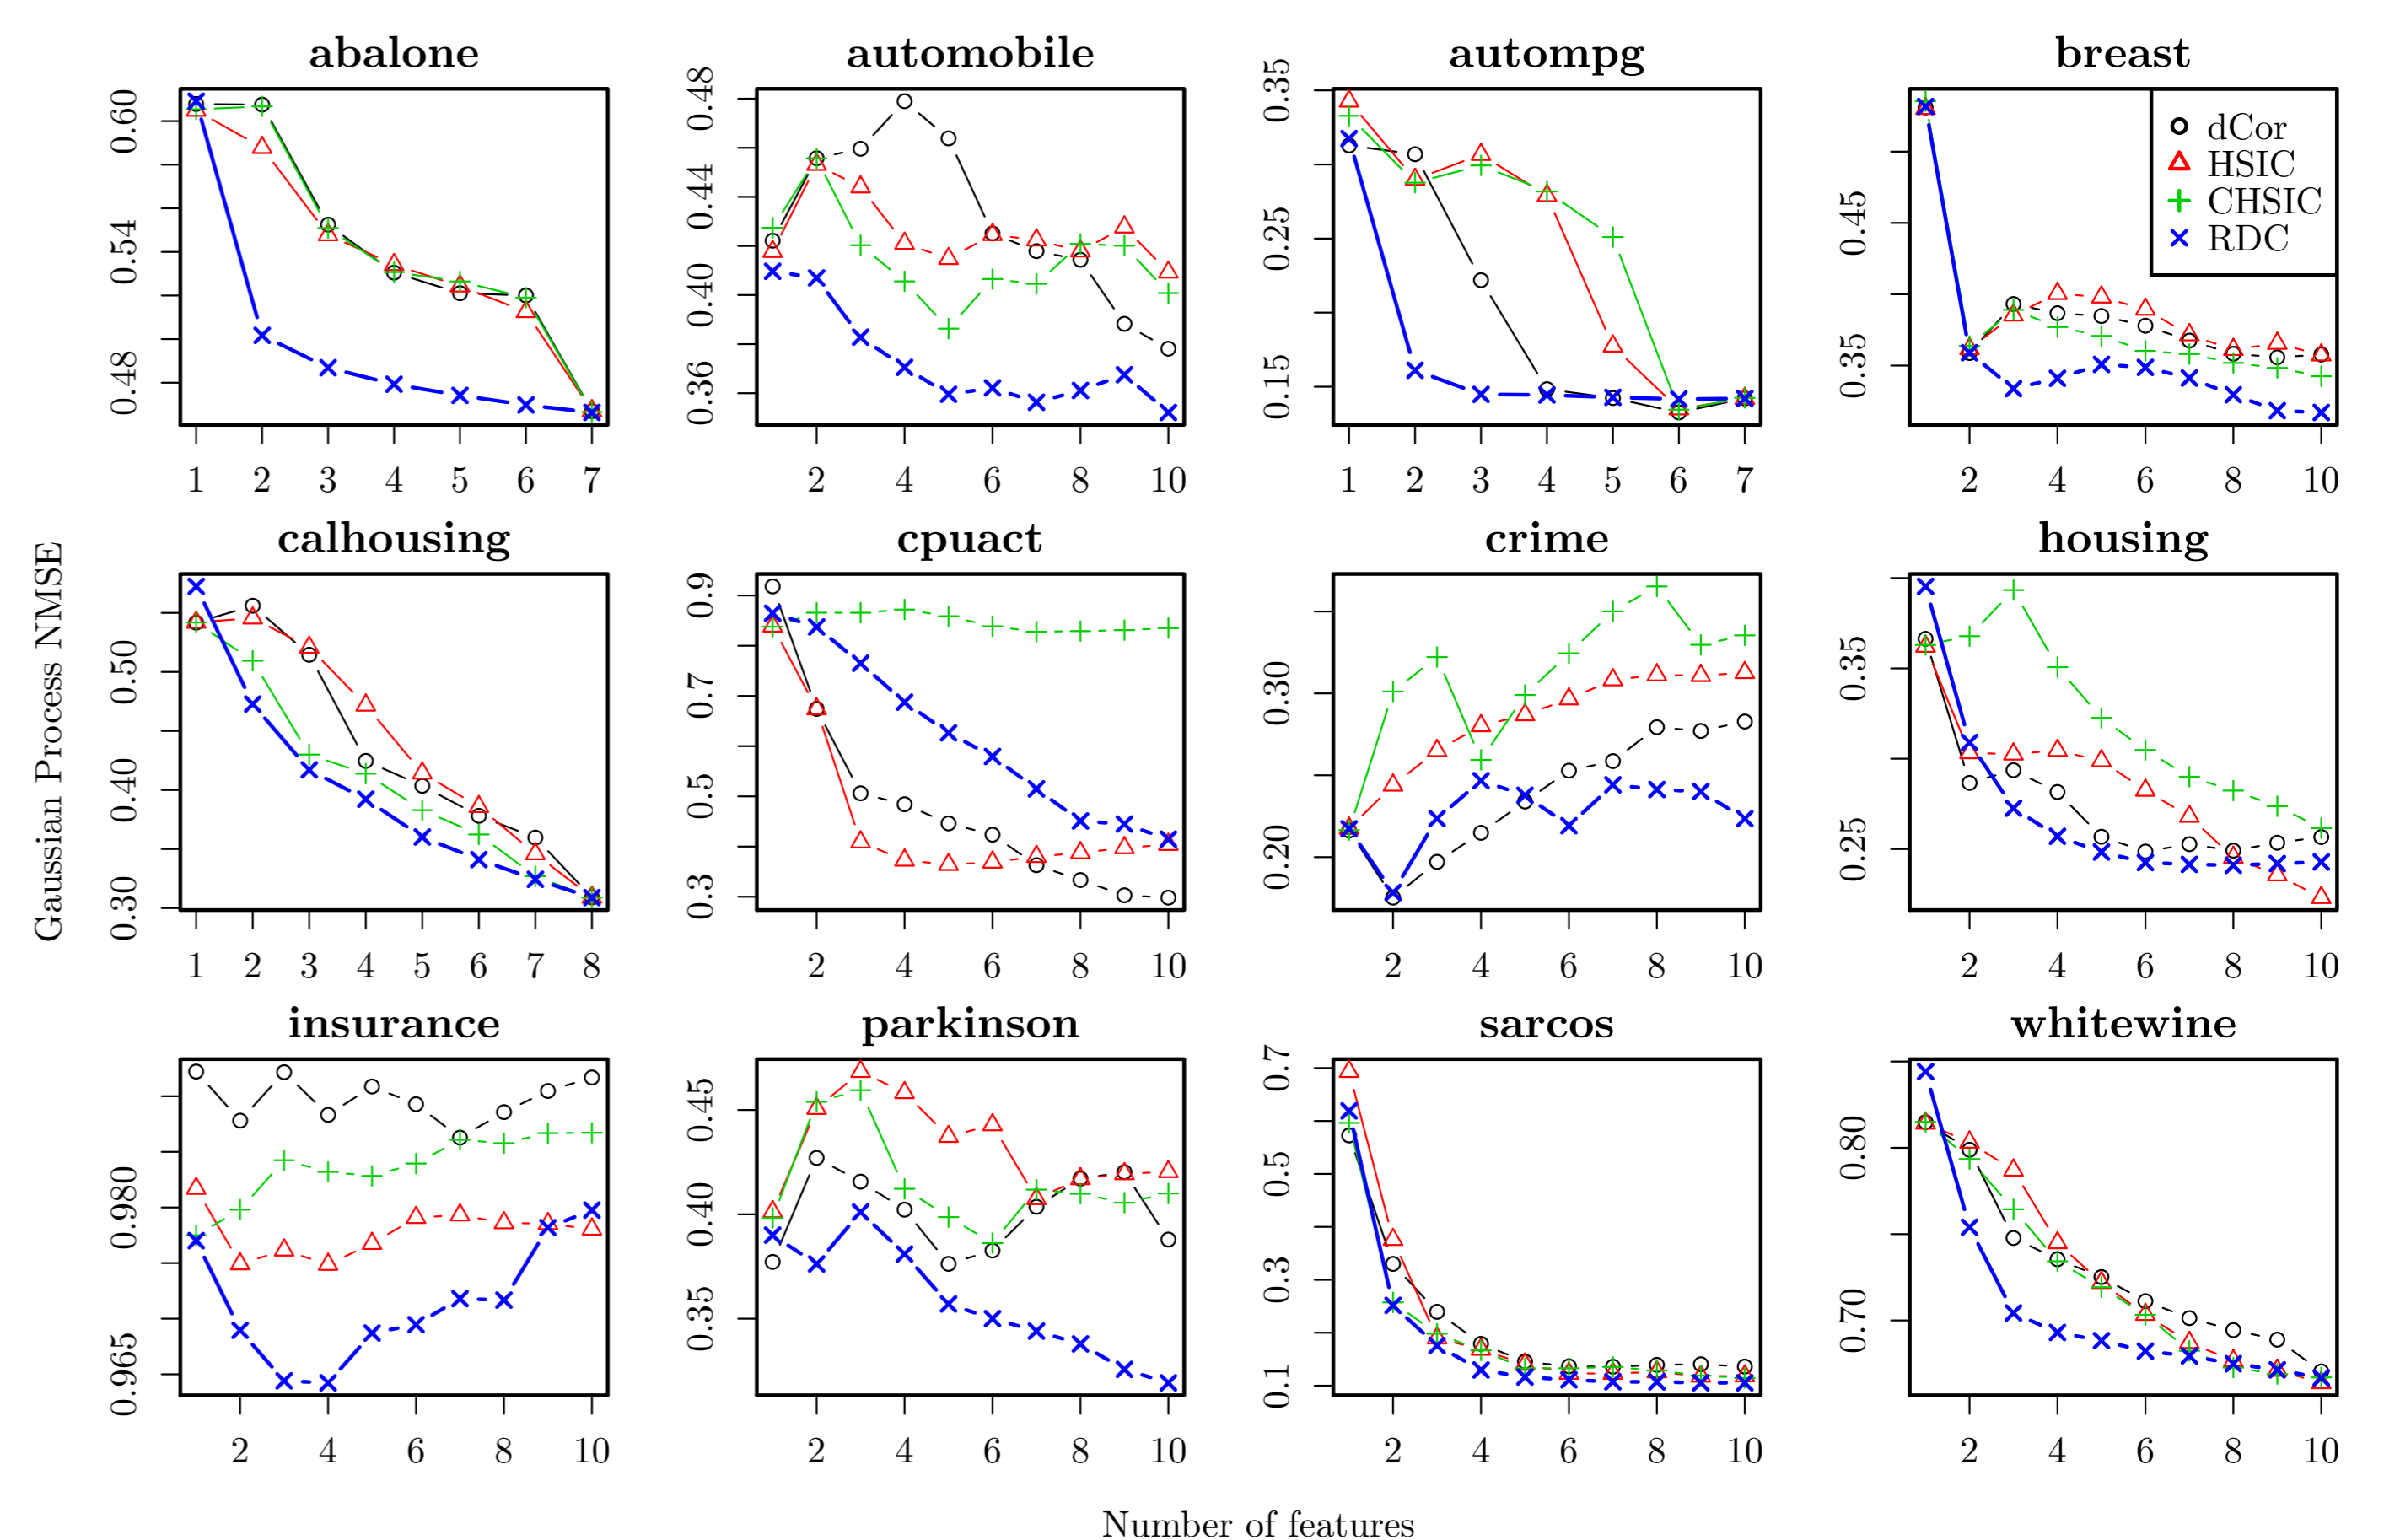 abalone
0.60
0.54
0.48
1 2 3 4 5 6 7
automobile
0.48
0.44
0.40
0.36
2 4 6 8 10
autompg
0.35
0.25
0.15
1 2 3 4 5 6 7
breast
0.45
0.35
2 4 6 8 10
dCor
HSIC
CHSIC
RDC
Gaussian Process NMSE
calhousing
0.50
0.40
0.30
1 2 3 4 5 6 7 8
cpuact
0.9
0.7
0.5
0.3
2 4 6 8 10
crime
0.30
0.20
2 4 6 8 10
housing
0.35
0.25
2 4 6 8 10
insurance
0.980
0.965
2 4 6 8 10
parkinson
0.45
0.40
0.35
2 4 6 8 10
sarcos
0.7
0.5
0.3
0.1
2 4 6 8 10
whitewine
0.80
0.70
2 4 6 8 10
Number of features